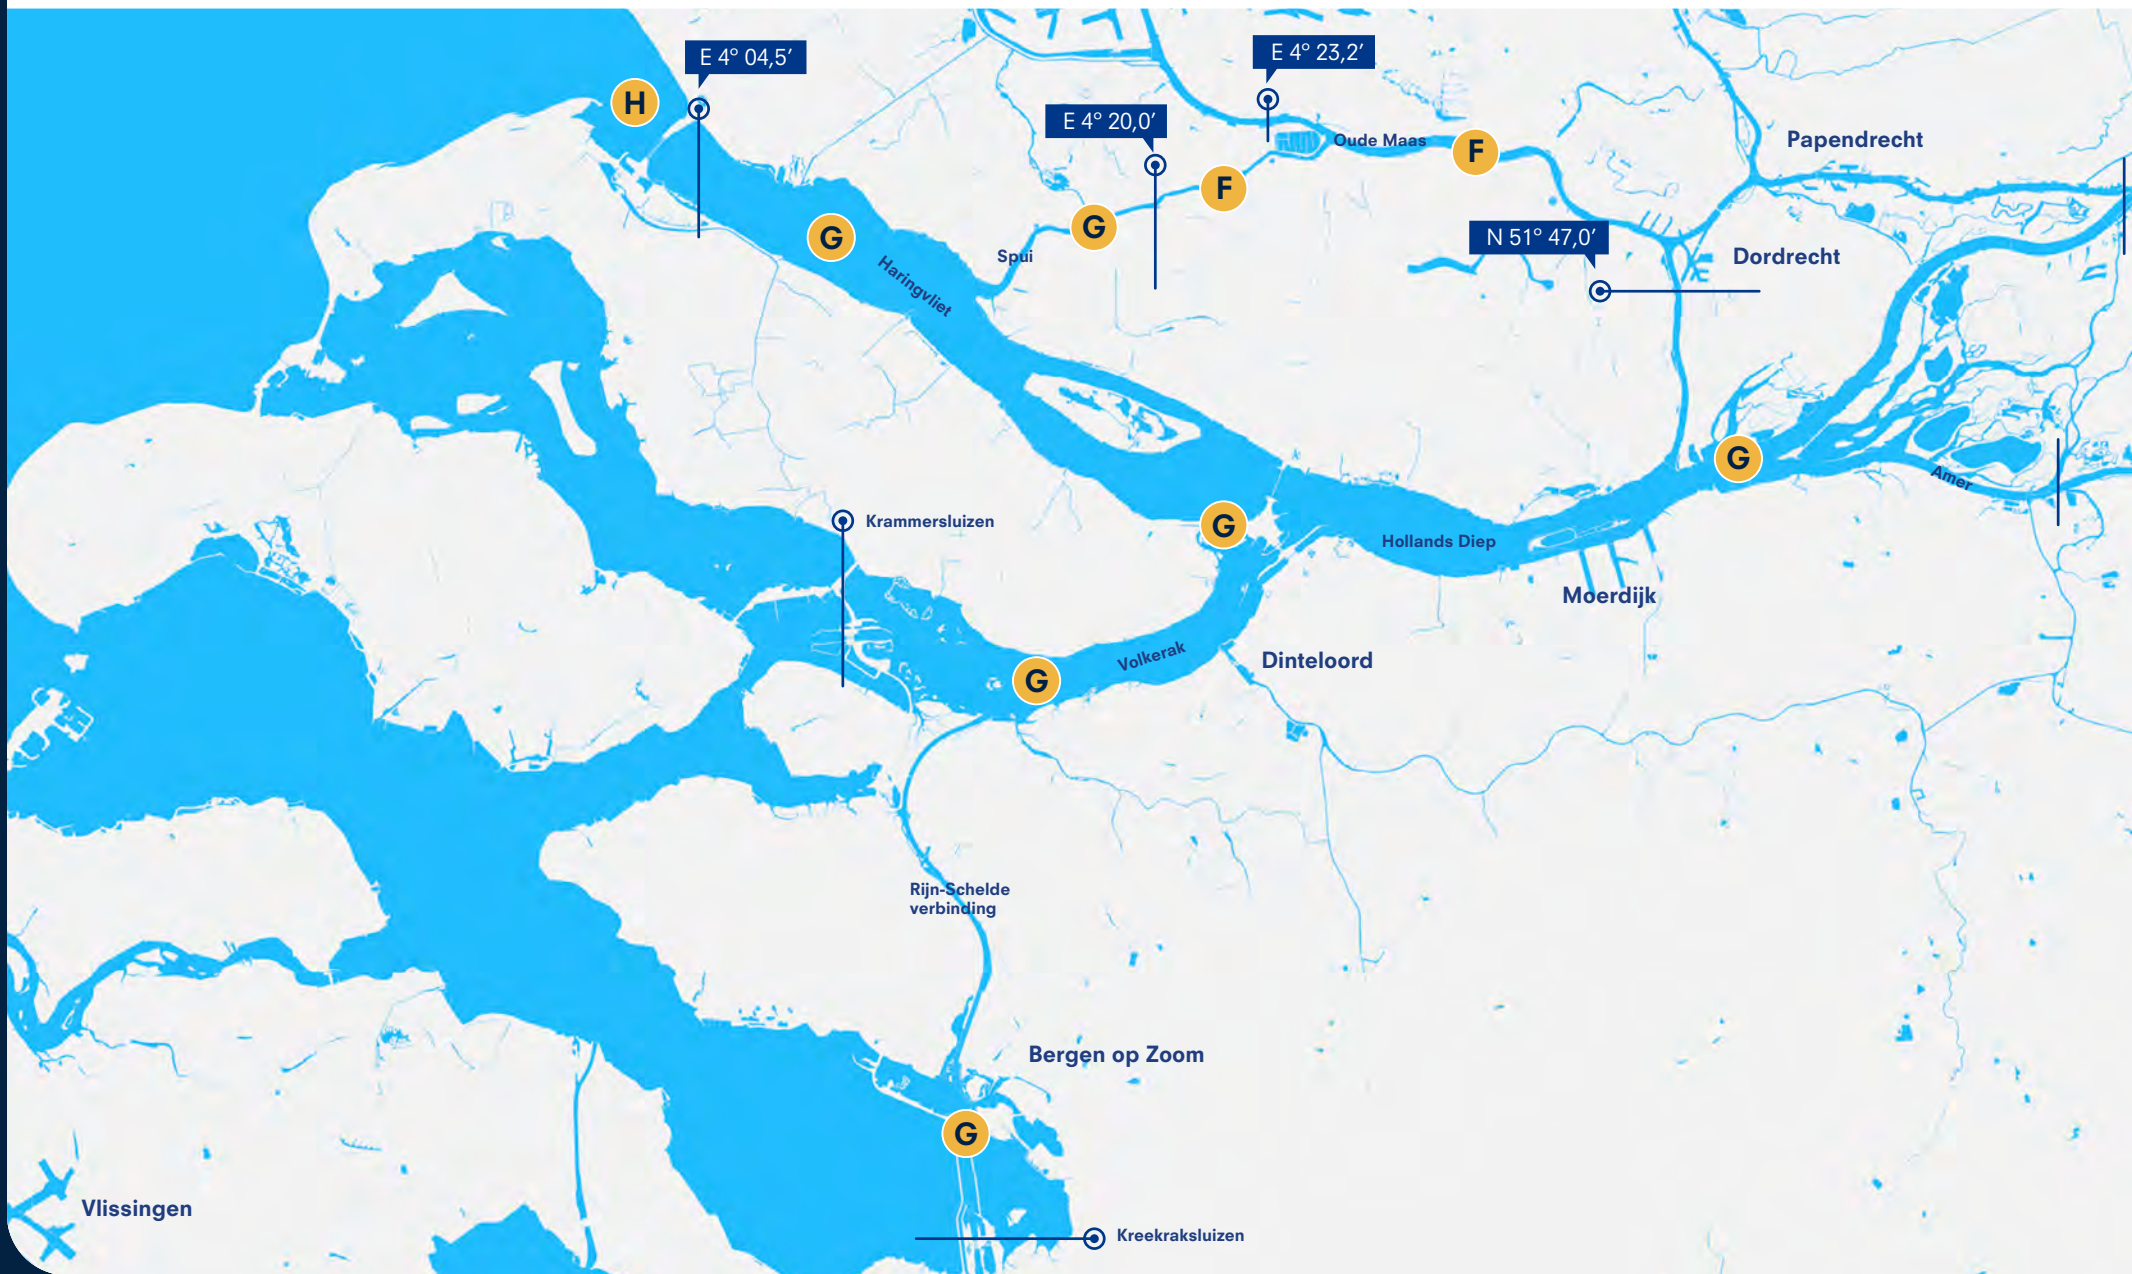 E 4° 04,5’
E 4° 23,2’
H
E 4° 20,0’
Oude Maas
F
Papendrecht
F
G
G
N 51° 47,0’
Spui
Haringvliet
Dordrecht
G
Amer
Krammersluizen
G
Hollands Diep
Moerdijk
Volkerak
Dinteloord
G
Rijn-Schelde
verbinding
Bergen op Zoom
G
Vlissingen
Kreekraksluizen